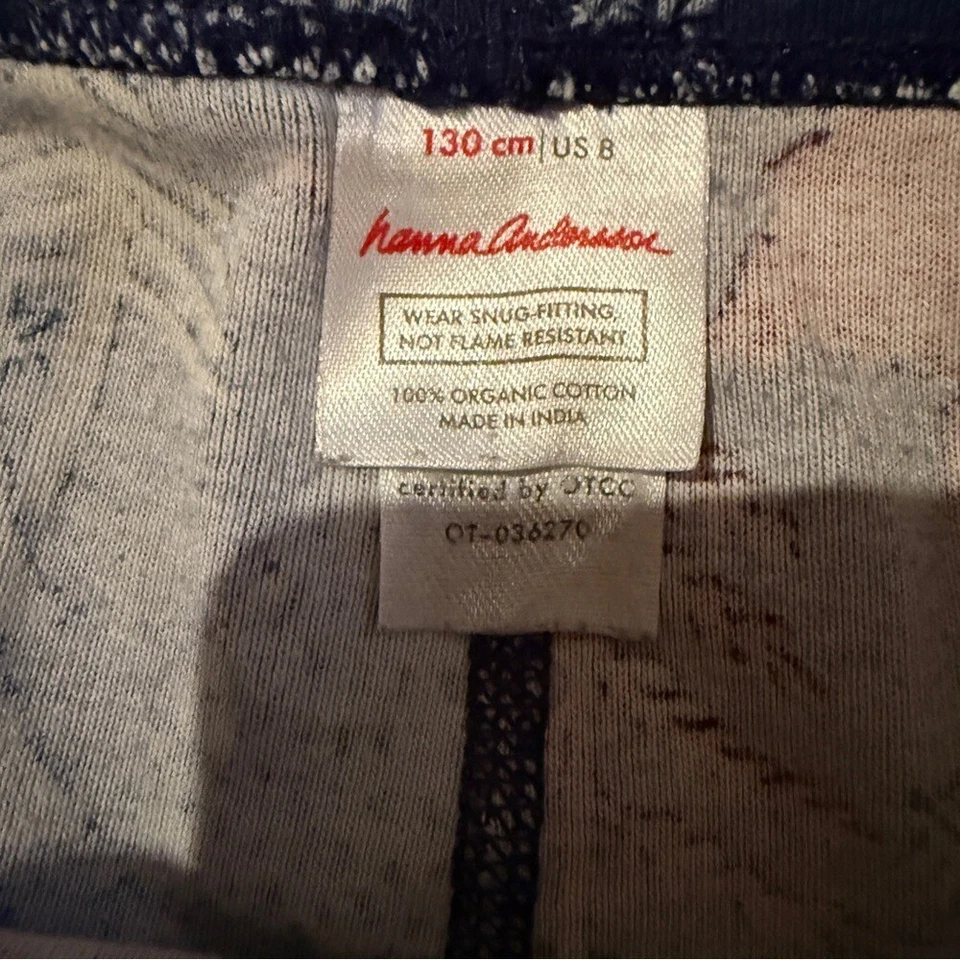 130 cm | US 8
hanna Andersson
WEAR SNUG-FITTING,
NOT FLAME RESISTANT
100% ORGANIC COTTON
MADE IN INDIA
certified by OTCO
OT-036270